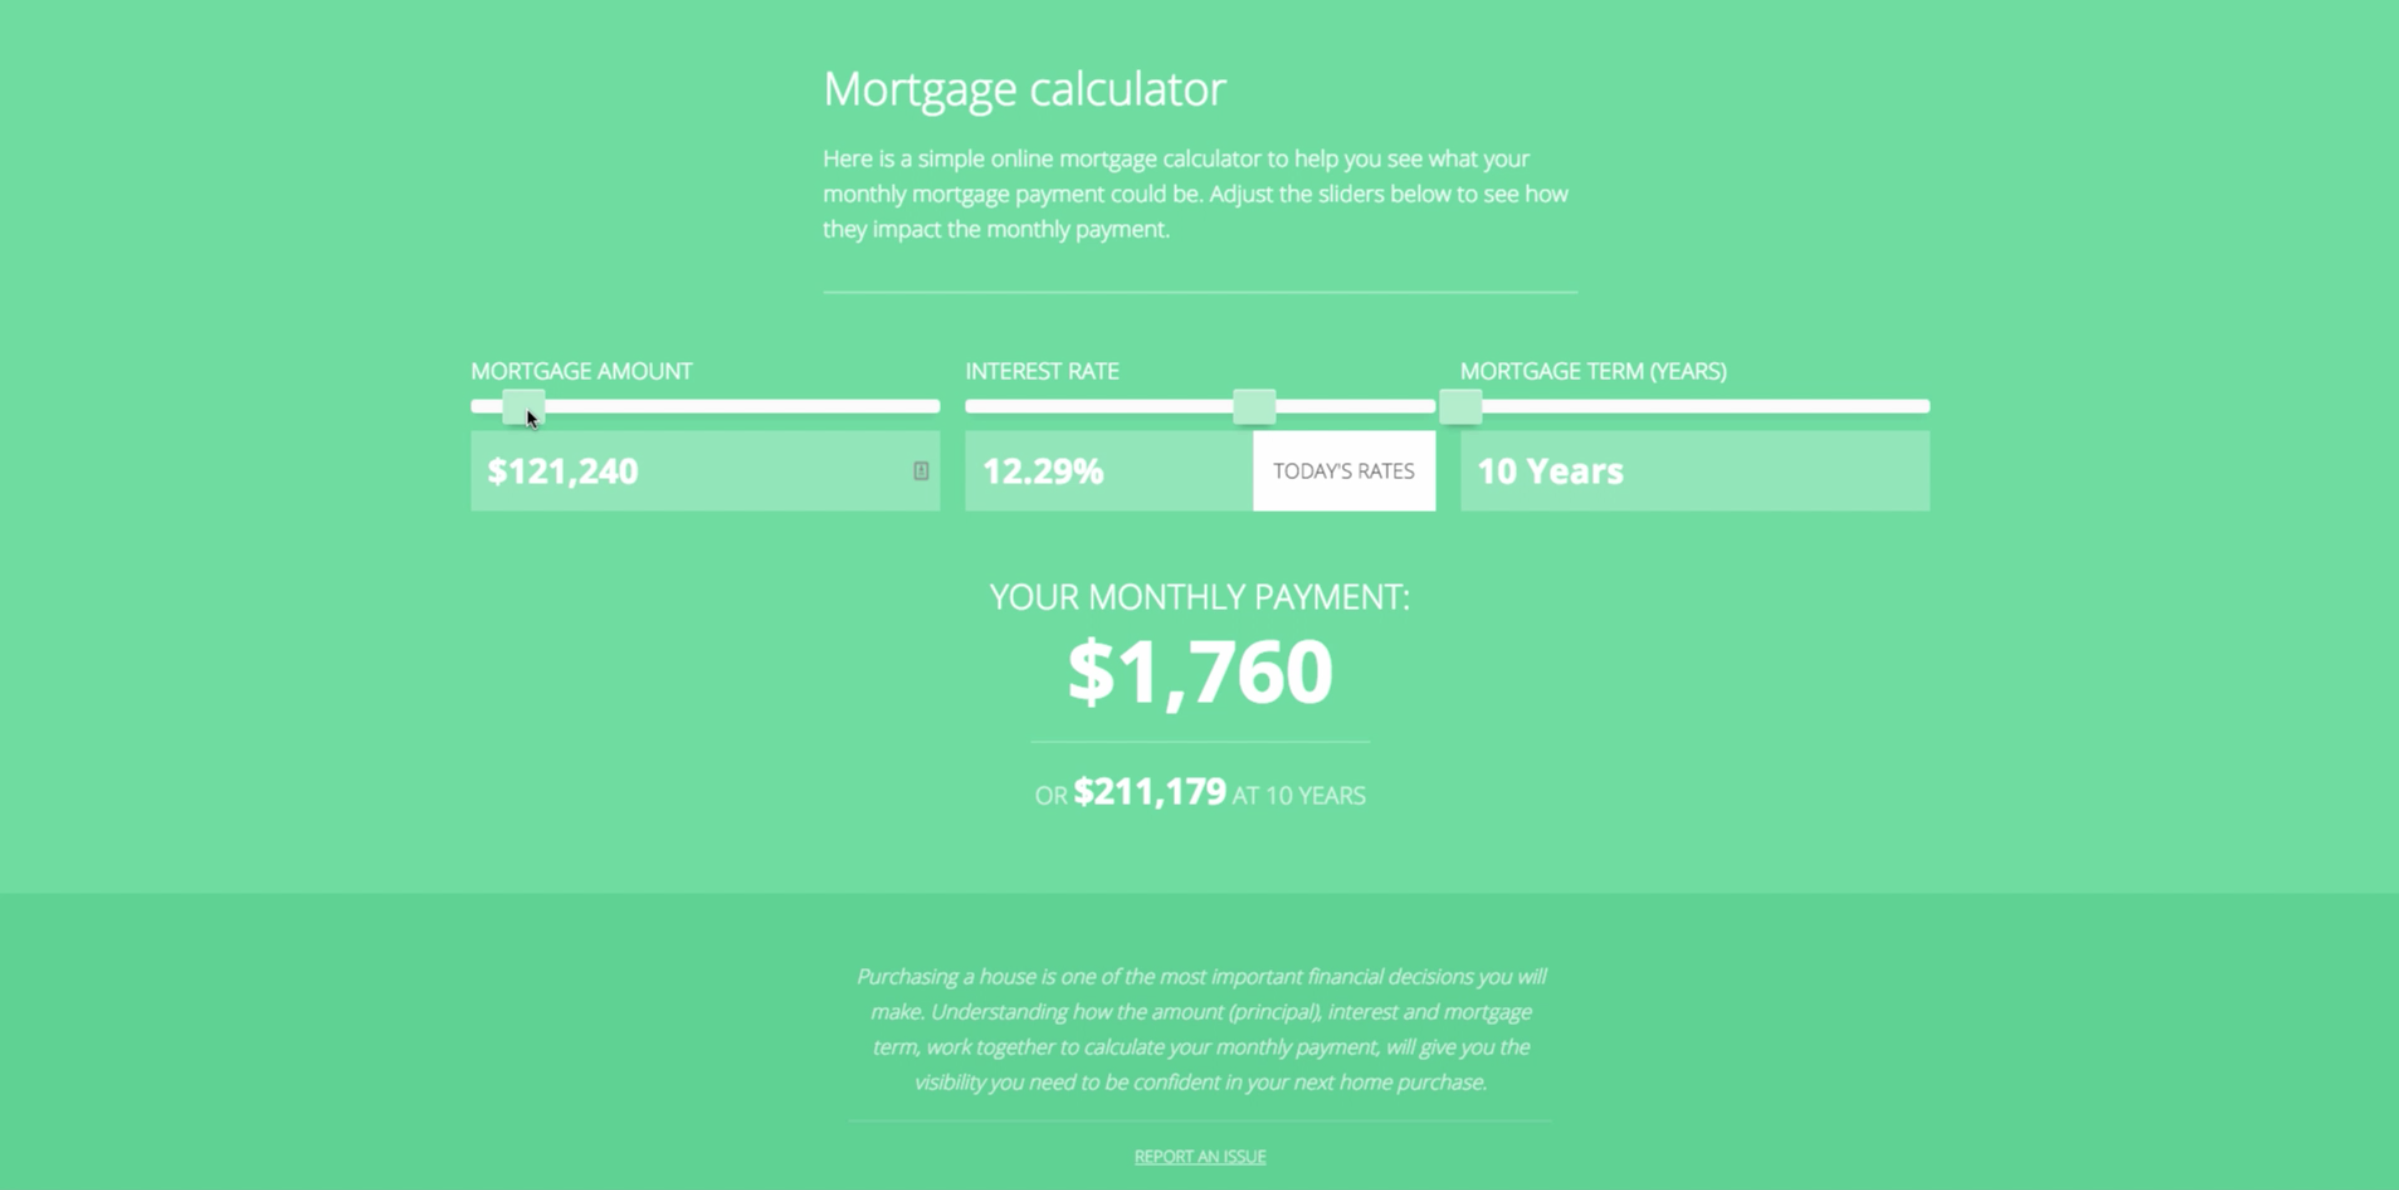 Mortgage calculator
Here is a simple online mortgage calculator to help you see what your
monthly mortgage payment could be. Adjust the sliders below to see how
they impact the monthly payment.
MORTGAGE AMOUNT
$121,240
INTEREST RATE
12.29%
TODAY'S RATES
MORTGAGE TERM (YEARS)
10 Years
YOUR MONTHLY PAYMENT:
$1,760
OR $211,179 AT 10 YEARS
Purchasing a house is one of the most important financial decisions you will
make. Understanding how the amount (principal), interest and mortgage
term, work together to calculate your monthly payment, will give you the
visibility you need to be confident in your next home purchase.
REPORT AN ISSUE